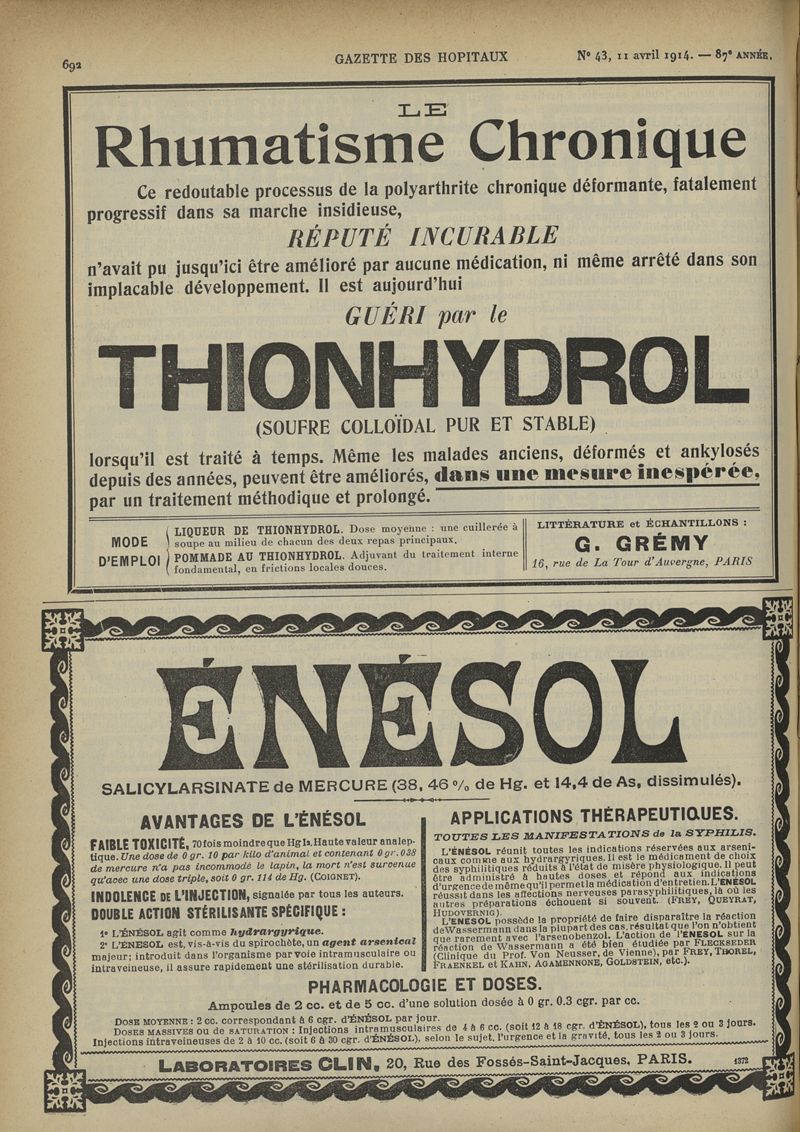 692
GAZETTE DES HOPITAUX
N° 43, 11 avril 1914. — 87e ANNÉE.
LE
Rhumatisme Chronique
Ce redoutable processus de la polyarthrite chronique déformante, fatalement
progressif dans sa marche insidieuse,
RÉPUTÉ INCURABLE
n'avait pu jusqu'ici être amélioré par aucune médication, ni même arrêté dans son
implacable développement. Il est aujourd'hui
GUÉRI par le
THIONHYDROL
(SOUFRE COLLOÏDAL PUR ET STABLE)
lorsqu'il est traité à temps. Même les malades anciens, déformés et ankylosés
depuis des années, peuvent être améliorés, dans une mesure inespérée,
par un traitement méthodique et prolongé.
MODE
D'EMPLOI
LIQUEUR DE THIONHYDROL. Dose moyenne : une cuillerée à
soupe au milieu de chacun des deux repas principaux.
POMMADE AU THIONHYDROL. Adjuvant du traitement interne
fondamental, en frictions locales douces.
LITTÉRATURE et ÉCHANTILLONS :
G. GRÉMY
16, rue de La Tour d'Auvergne, PARIS
ÉNÉSOL
SALICYLARSINATE de MERCURE (38, 46 % de Hg. et 14,4 de As, dissimulés).
AVANTAGES DE L'ÉNÉSOL
FAIBLE TOXICITÉ, 70 fois moindre que Hg I2. Haute valeur analep-
tique. Une dose de 0 gr. 10 par kilo d'animal et contenant 0 gr. 038
de mercure n'a pas incommodé le lapin, la mort n'est survenue
qu'avec une dose triple, soit 0 gr. 114 de Hg. (COIGNET).
INDOLENCE DE L'INJECTION, signalée par tous les auteurs.
DOUBLE ACTION STÉRILISANTE SPÉCIFIQUE :
1° L'ÉNÉSOL agit comme hydrargyrique.
2° L'ÉNÉSOL est, vis-à-vis du spirochète, un agent arsenical
majeur; introduit dans l'organisme par voie intramusculaire ou
intraveineuse, il assure rapidement une stérilisation durable.
APPLICATIONS THÉRAPEUTIQUES.
TOUTES LES MANIFESTATIONS de la SYPHILIS.
L'ÉNÉSOL réunit toutes les indications réservées aux arseni-
caux comme aux hydrargyriques. Il est le médicament de choix
des syphilitiques réduits à l'état de misère physiologique. Il peut
être administré à hautes doses et répond aux indications
d'urgence de même qu'il permet la médication d'entretien. L'ÉNÉSOL
réussit dans les affections nerveuses parasyphilitiques, là où les
autres préparations échouent si souvent. (FREY, QUEYRAT,
HUDOVERNIG).
L'ÉNÉSOL possède la propriété de faire disparaître la réaction
de Wassermann dans la plupart des cas, résultat que l'on n'obtient
que rarement avec l'arsenobenzol. L'action de l'ÉNÉSOL sur la
réaction de Wassermann a été bien étudiée par FLECKSEDER
(Clinique du Prof. Von Neusser, de Vienne), par FREY, THOREL,
FRAENKEL et KAHN, AGAMENNONE, GOLDSTEIN, etc.).
PHARMACOLOGIE ET DOSES.
Ampoules de 2 cc. et de 5 cc. d'une solution dosée à 0 gr. 0.3 cgr. par cc.
DOSE MOYENNE : 2 cc. correspondant à 6 cgr. d'ÉNÉSOL par jour.
DOSES MASSIVES ou de SATURATION : Injections intramusculaires de 4 à 6 cc. (soit 12 à 18 cgr. d'ÉNÉSOL), tous les 2 ou 3 jours.
Injections intraveineuses de 2 à 10 cc. (soit 6 à 30 cgr. d'ÉNÉSOL), selon le sujet, l'urgence et la gravité, tous les 2 ou 3 jours.
LABORATOIRES CLIN, 20, Rue des Fossés-Saint-Jacques, PARIS.
1372